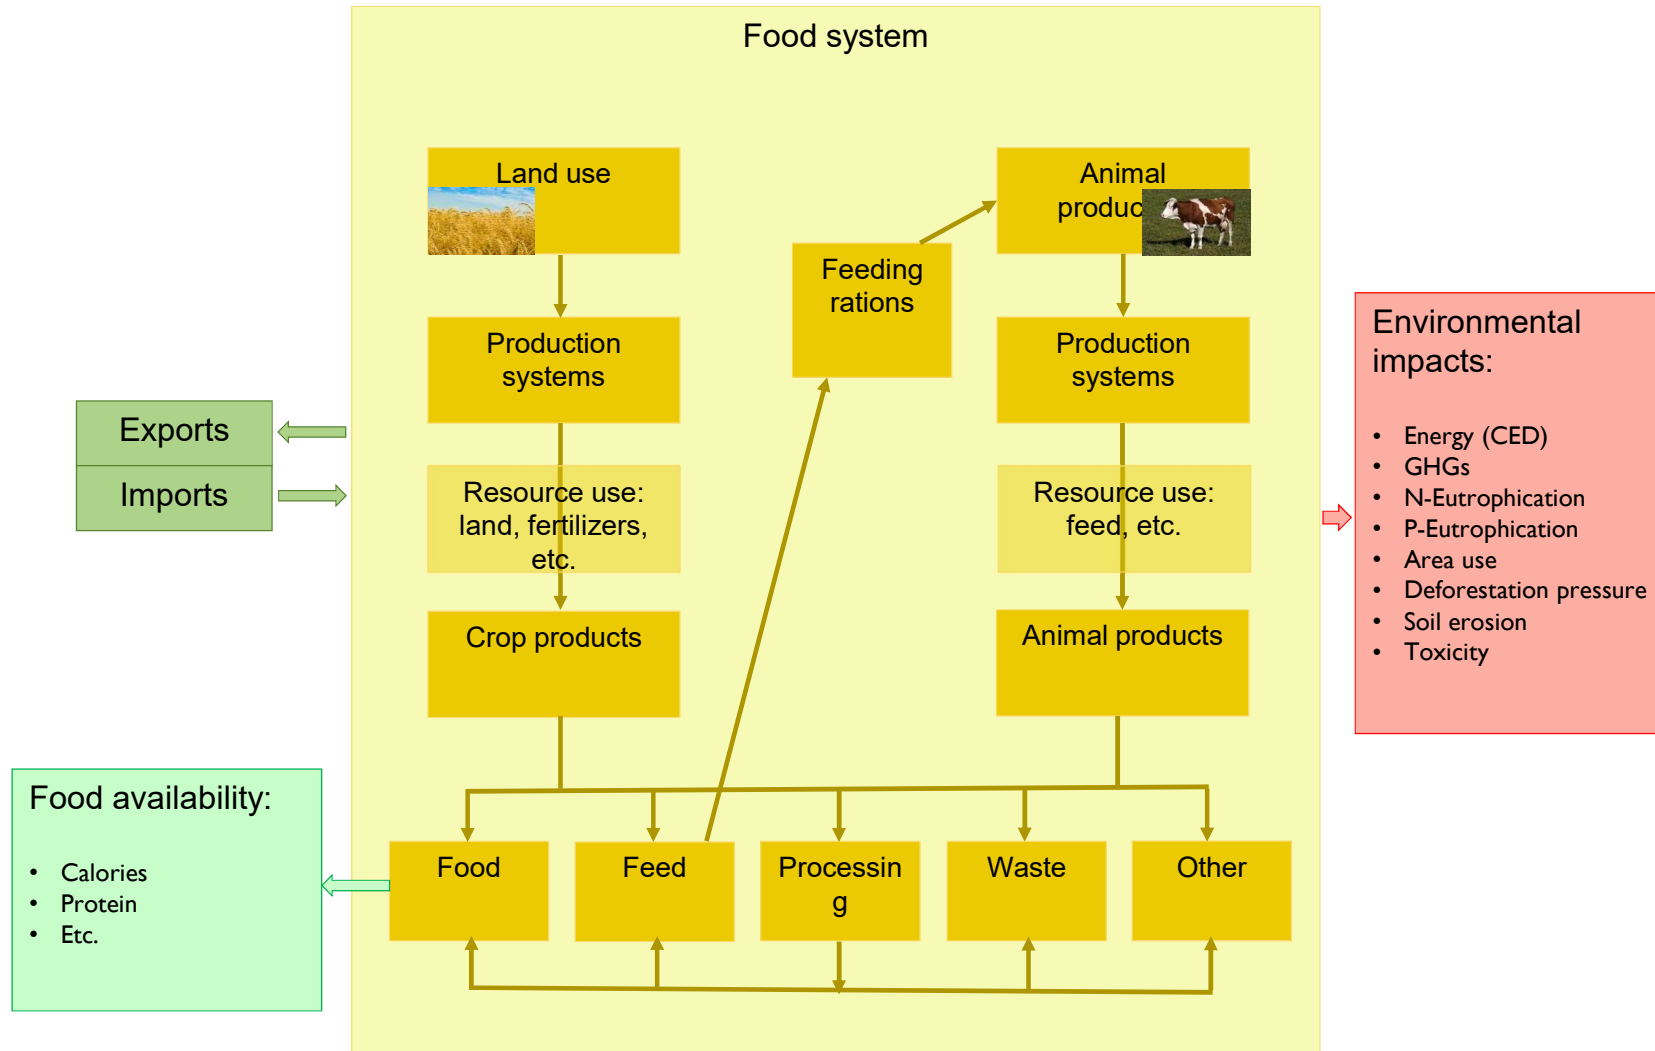 Food system
Land use
Animal
produc
Feeding
rations
Production
systems
Production
systems
Environmental
impacts:
• Energy (CED)
• GHGs
• N-Eutrophication
• P-Eutrophication
• Area use
• Deforestation pressure
• Soil erosion
• Toxicity
Exports
Imports
Resource use:
land, fertilizers,
etc.
Resource use:
feed, etc.
Crop products
Animal products
Food availability:
• Calories
• Protein
• Etc.
Food
Feed
Processin
g
Waste
Other